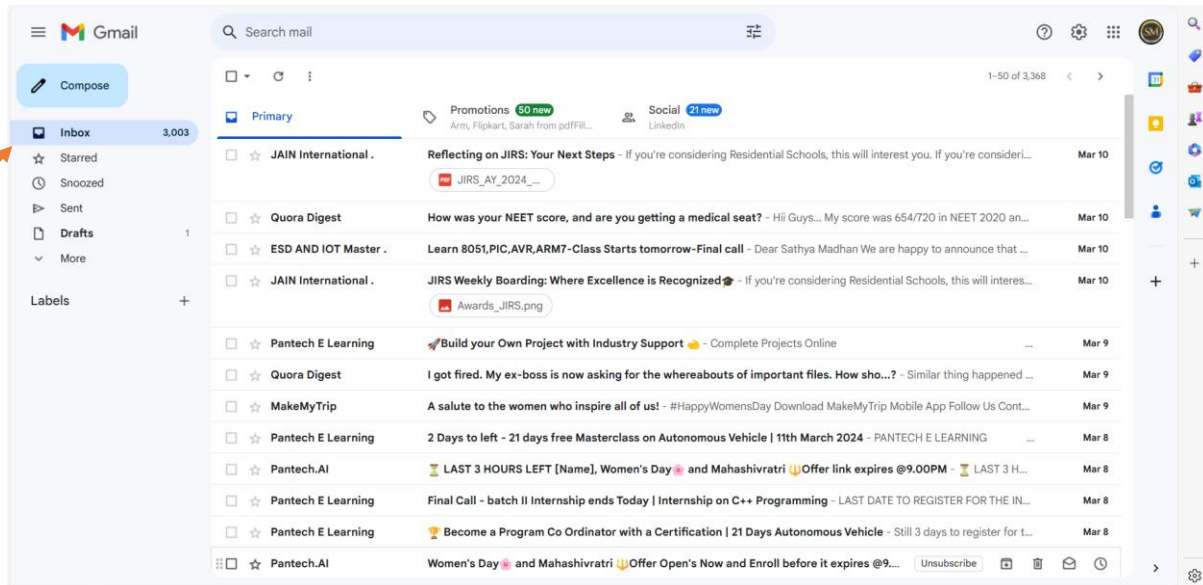 Gmail
Search mail
SM
Compose
1–50 of 3,368
Primary
Promotions 50 new
Arm, Flipkart, Sarah from pdfFill...
Social 21 new
LinkedIn
Inbox 3,003
Starred
Snoozed
Sent
Drafts 1
More
Labels
JAIN International . Reflecting on JIRS: Your Next Steps - If you're considering Residential Schools, this will interest you. If you're consideri... Mar 10
PDF JIRS_AY_2024_...
Quora Digest How was your NEET score, and are you getting a medical seat? - Hii Guys... My score was 654/720 in NEET 2020 an... Mar 10
ESD AND IOT Master . Learn 8051,PIC,AVR,ARM7-Class Starts tomorrow-Final call - Dear Sathya Madhan We are happy to announce that ... Mar 10
JAIN International . JIRS Weekly Boarding: Where Excellence is Recognized🎓 - If you're considering Residential Schools, this will interes... Mar 10
Awards_JIRS.png
Pantech E Learning 🚀Build your Own Project with Industry Support 👍 - Complete Projects Online ... Mar 9
Quora Digest I got fired. My ex-boss is now asking for the whereabouts of important files. How sho...? - Similar thing happened ... Mar 9
MakeMyTrip A salute to the women who inspire all of us! - #HappyWomensDay Download MakeMyTrip Mobile App Follow Us Cont... Mar 9
Pantech E Learning 2 Days to left - 21 days free Masterclass on Autonomous Vehicle | 11th March 2024 - PANTECH E LEARNING ... Mar 8
Pantech.AI ⏳ LAST 3 HOURS LEFT [Name], Women's Day🌸 and Mahashivratri 🔱Offer link expires @9.00PM - ⏳ LAST 3 H... Mar 8
Pantech E Learning Final Call - batch II Internship ends Today | Internship on C++ Programming - LAST DATE TO REGISTER FOR THE IN... Mar 8
Pantech E Learning 🏆 Become a Program Co Ordinator with a Certification | 21 Days Autonomous Vehicle - Still 3 days to register for t... Mar 8
Pantech.AI Women's Day🌸 and Mahashivratri 🔱Offer Open's Now and Enroll before it expires @9.... Unsubscribe
31